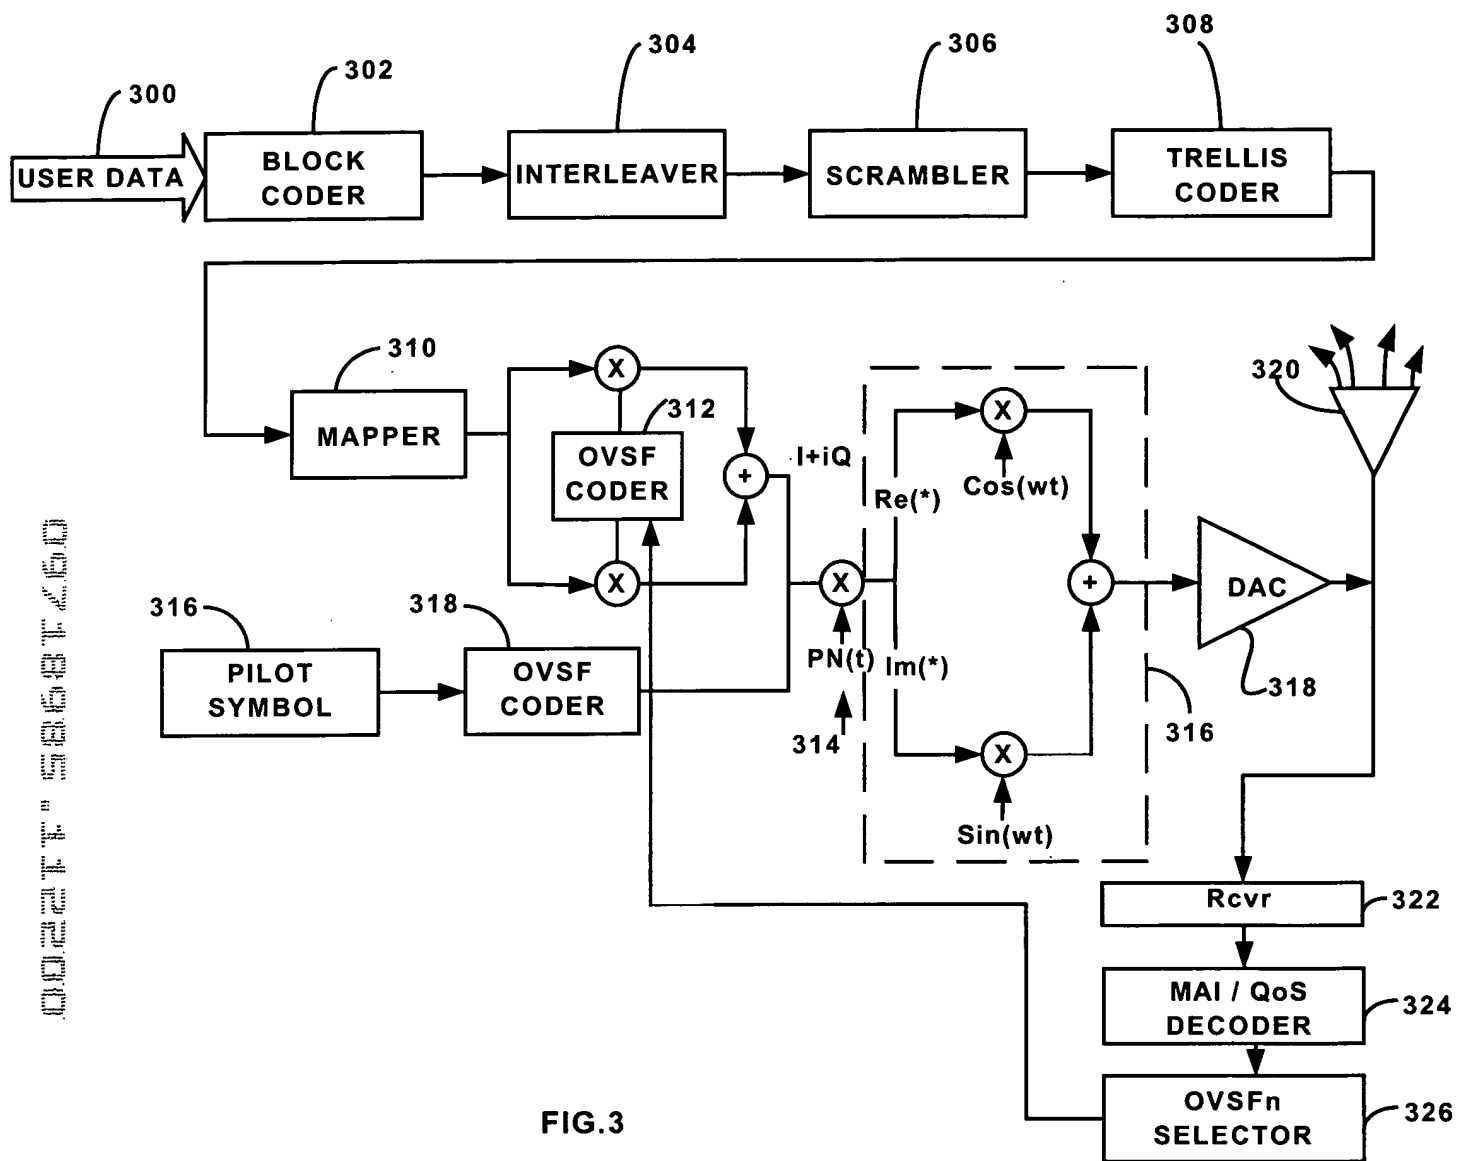 300
302
304
306
308
USER DATA
BLOCK
CODER
INTERLEAVER
SCRAMBLER
TRELLIS
CODER
310
MAPPER
X
312
OVSF
CODER
X
+
I+iQ
320
Re(*)
X
Cos(wt)
316
PILOT
SYMBOL
318
OVSF
CODER
X
PN(t)
314
Im(*)
+
DAC
318
316
X
Sin(wt)
Rcvr
322
MAI / QoS
DECODER
324
OVSFn
SELECTOR
326
FIG.3
09718985.112200